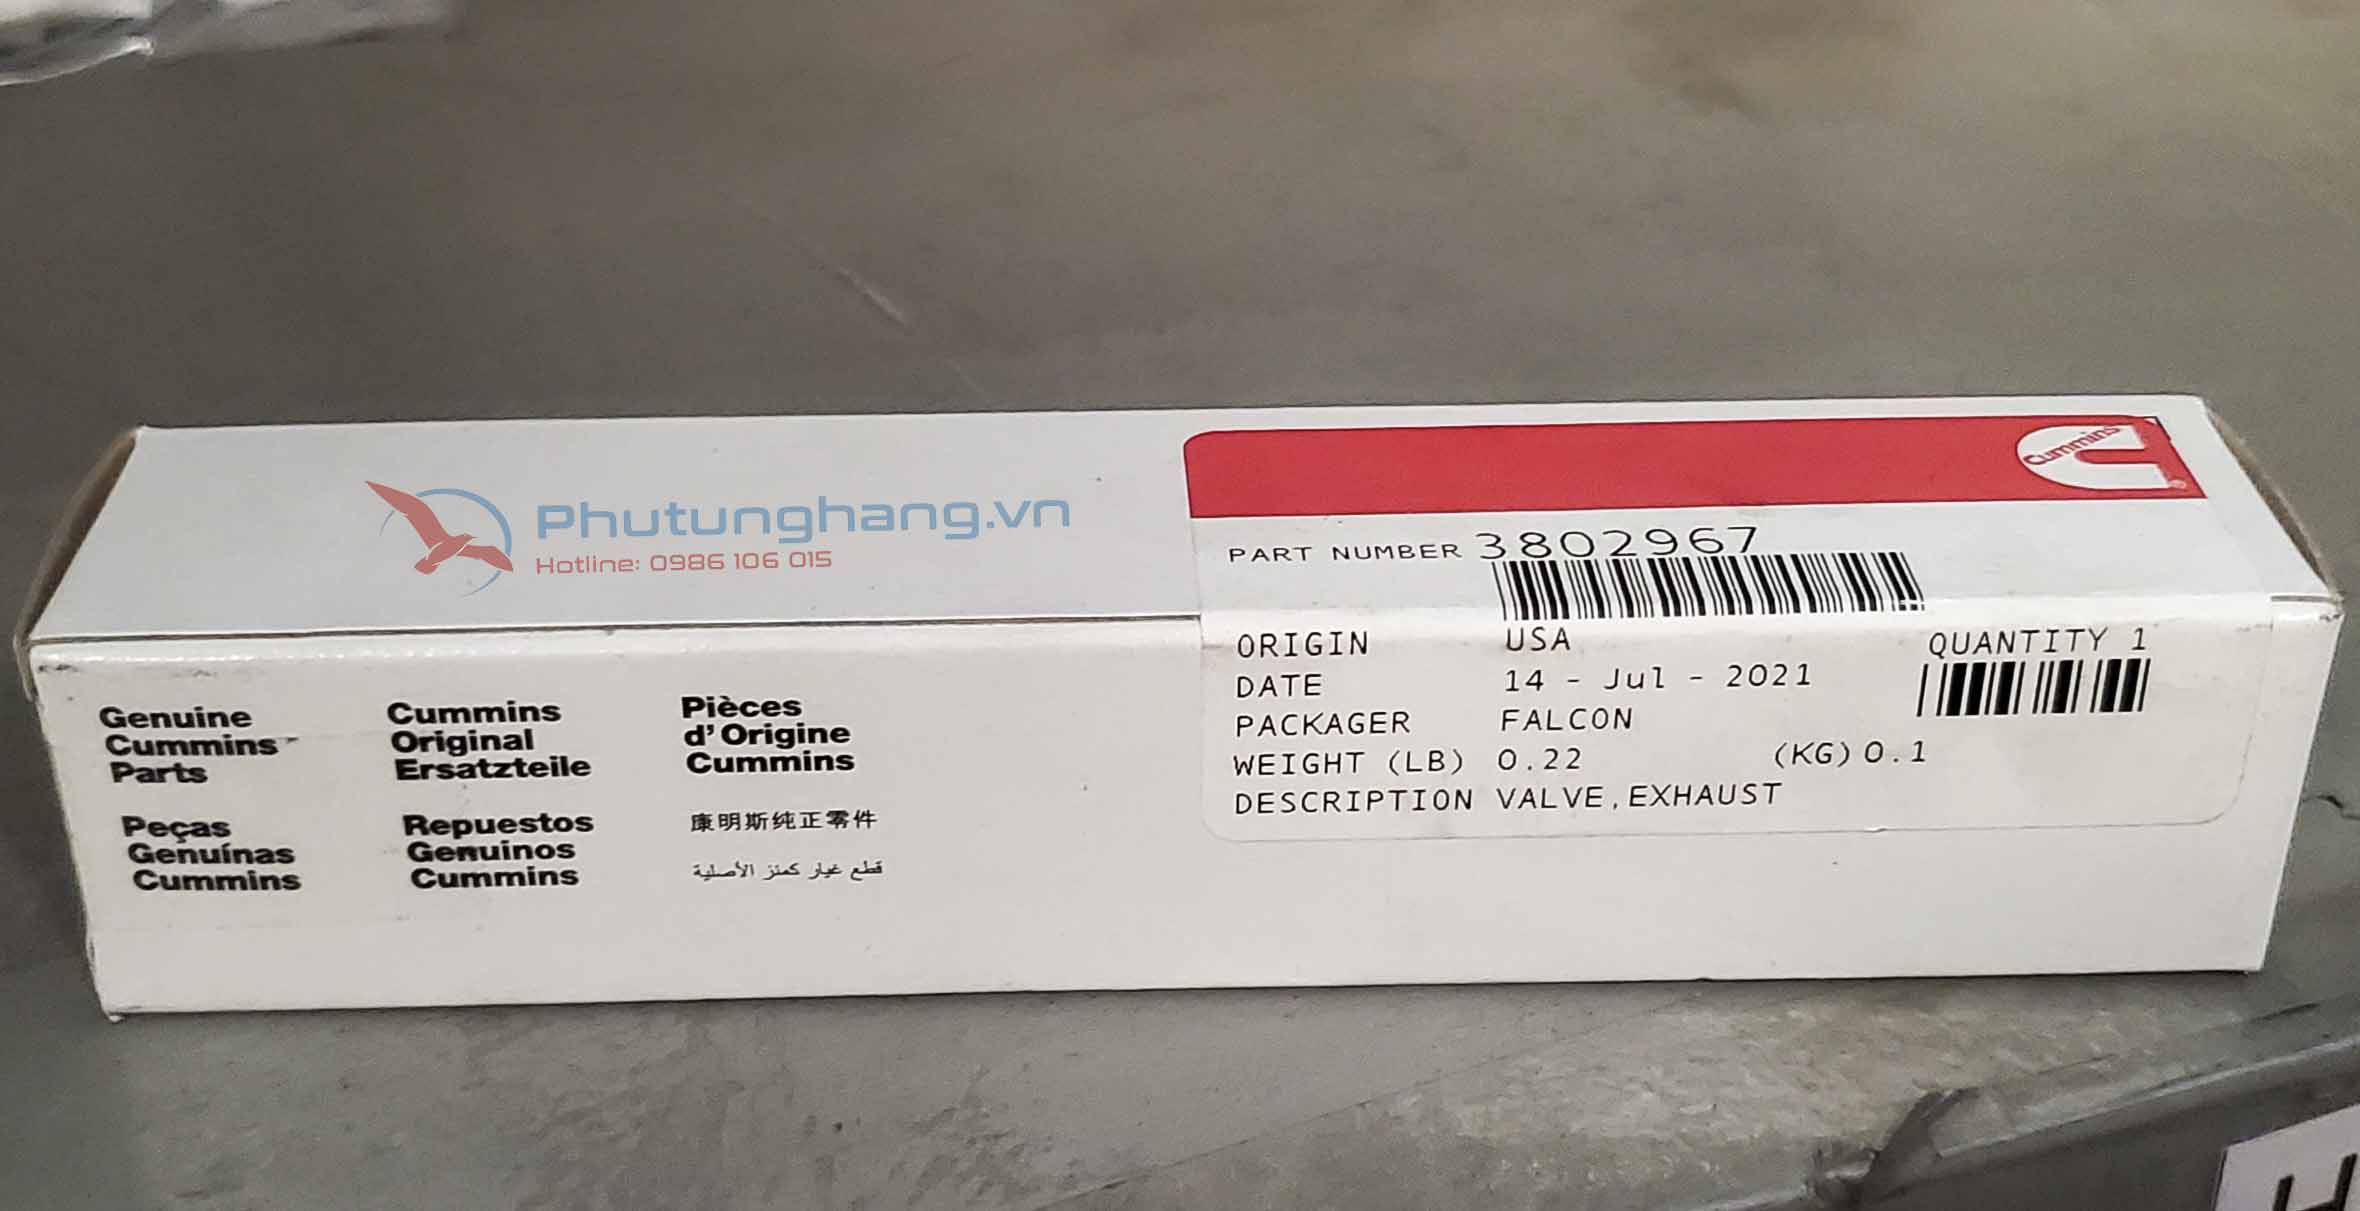 Phutunghang.vn
Hotline: 0986 106 015
Cummins
PART NUMBER 3802967
ORIGIN USA QUANTITY 1
DATE 14 - Jul - 2021
PACKAGER FALCON
WEIGHT (LB) 0.22 (KG) 0.1
DESCRIPTION VALVE,EXHAUST
Genuine
Cummins
Parts
Cummins
Original
Ersatzteile
Pièces
d'Origine
Cummins
Peças
Genuínas
Cummins
Repuestos
Genuinos
Cummins
康明斯纯正零件
قطع غيار كمنز الأصلية